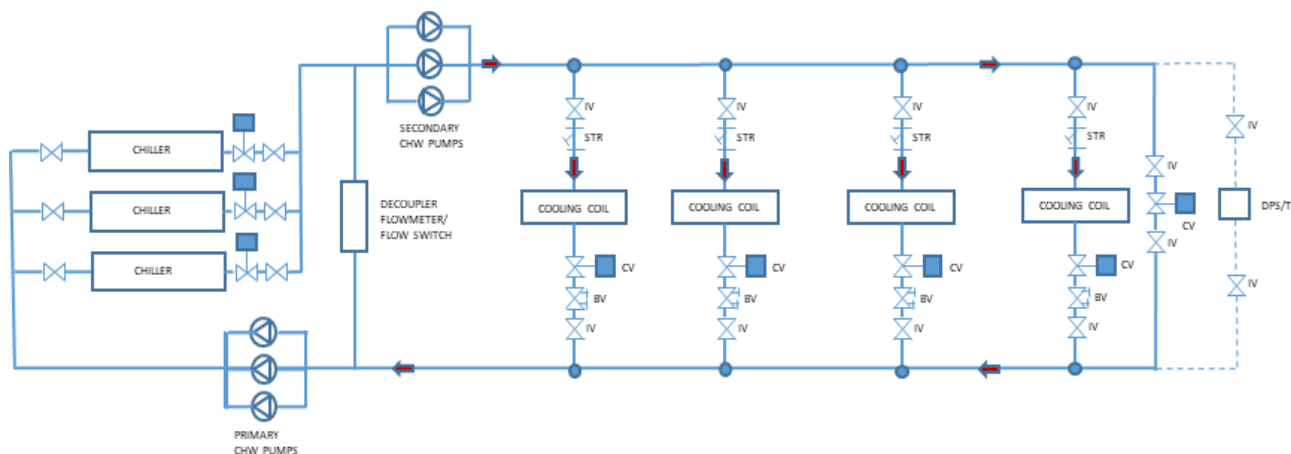 SECONDARY
CHW PUMPS
IV
IV
IV
IV
IV
STR
STR
STR
STR
CHILLER
IV
CHILLER
DECOUPLER
FLOWMETER/
FLOW SWITCH
COOLING COIL
COOLING COIL
COOLING COIL
COOLING COIL
DPS/T
CV
IV
CHILLER
CV
CV
CV
CV
IV
BV
BV
BV
BV
IV
IV
IV
IV
PRIMARY
CHW PUMPS